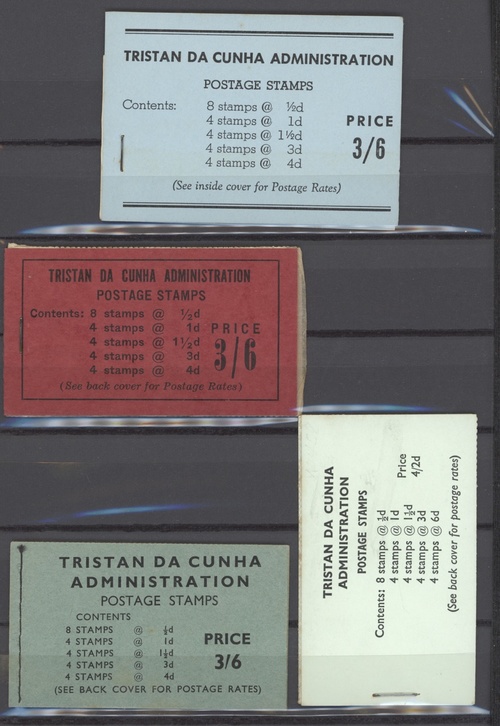 TRISTAN DA CUNHA ADMINISTRATION
POSTAGE STAMPS
Contents: 8 stamps @ ½d
4 stamps @ 1d
4 stamps @ 1½d
4 stamps @ 3d
4 stamps @ 4d
PRICE
3/6
(See inside cover for Postage Rates)
TRISTAN DA CUNHA ADMINISTRATION
POSTAGE STAMPS
Contents: 8 stamps @ ½d
4 stamps @ 1d
4 stamps @ 1½d
4 stamps @ 3d
4 stamps @ 4d
PRICE
3/6
(See back cover for Postage Rates)
TRISTAN DA CUNHA
ADMINISTRATION
POSTAGE STAMPS
Contents: 8 stamps @ ½d
4 stamps @ 1d
4 stamps @ 1½d
4 stamps @ 3d
4 stamps @ 6d
Price
4/2d
(See back cover for postage rates)
TRISTAN DA CUNHA
ADMINISTRATION
POSTAGE STAMPS
CONTENTS
8 STAMPS @ ½d
4 STAMPS @ 1d
4 STAMPS @ 1½d
4 STAMPS @ 3d
4 STAMPS @ 4d
PRICE
3/6
(SEE BACK COVER FOR POSTAGE RATES)